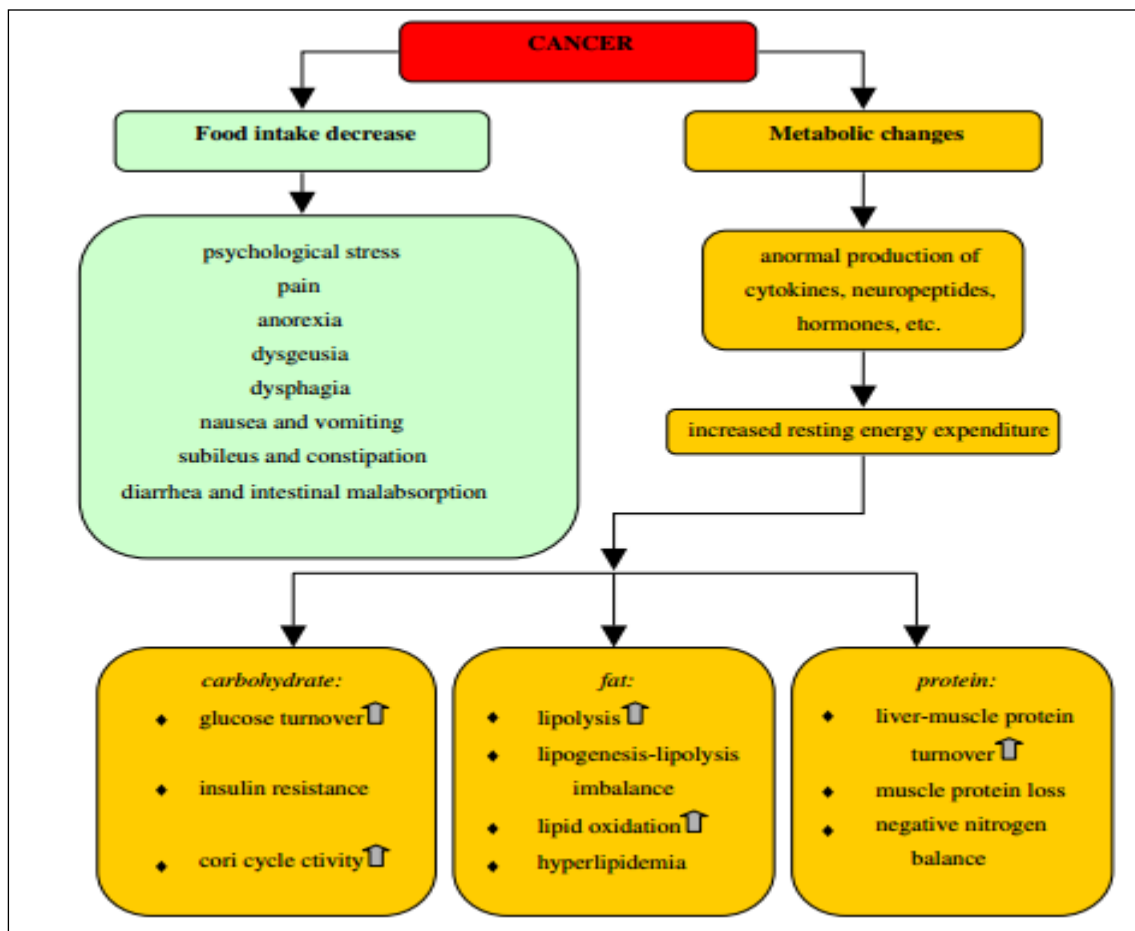 CANCER
Food intake decrease
psychological stress
pain
anorexia
dysgeusia
dysphagia
nausea and vomiting
subileus and constipation
diarrhea and intestinal malabsorption
Metabolic changes
anormal production of
cytokines, neuropeptides,
hormones, etc.
increased resting energy expenditure
carbohydrate:
glucose turnover
insulin resistance
cori cycle ctivity
fat:
lipolysis
lipogenesis-lipolysis
imbalance
lipid oxidation
hyperlipidemia
protein:
liver-muscle protein
turnover
muscle protein loss
negative nitrogen
balance